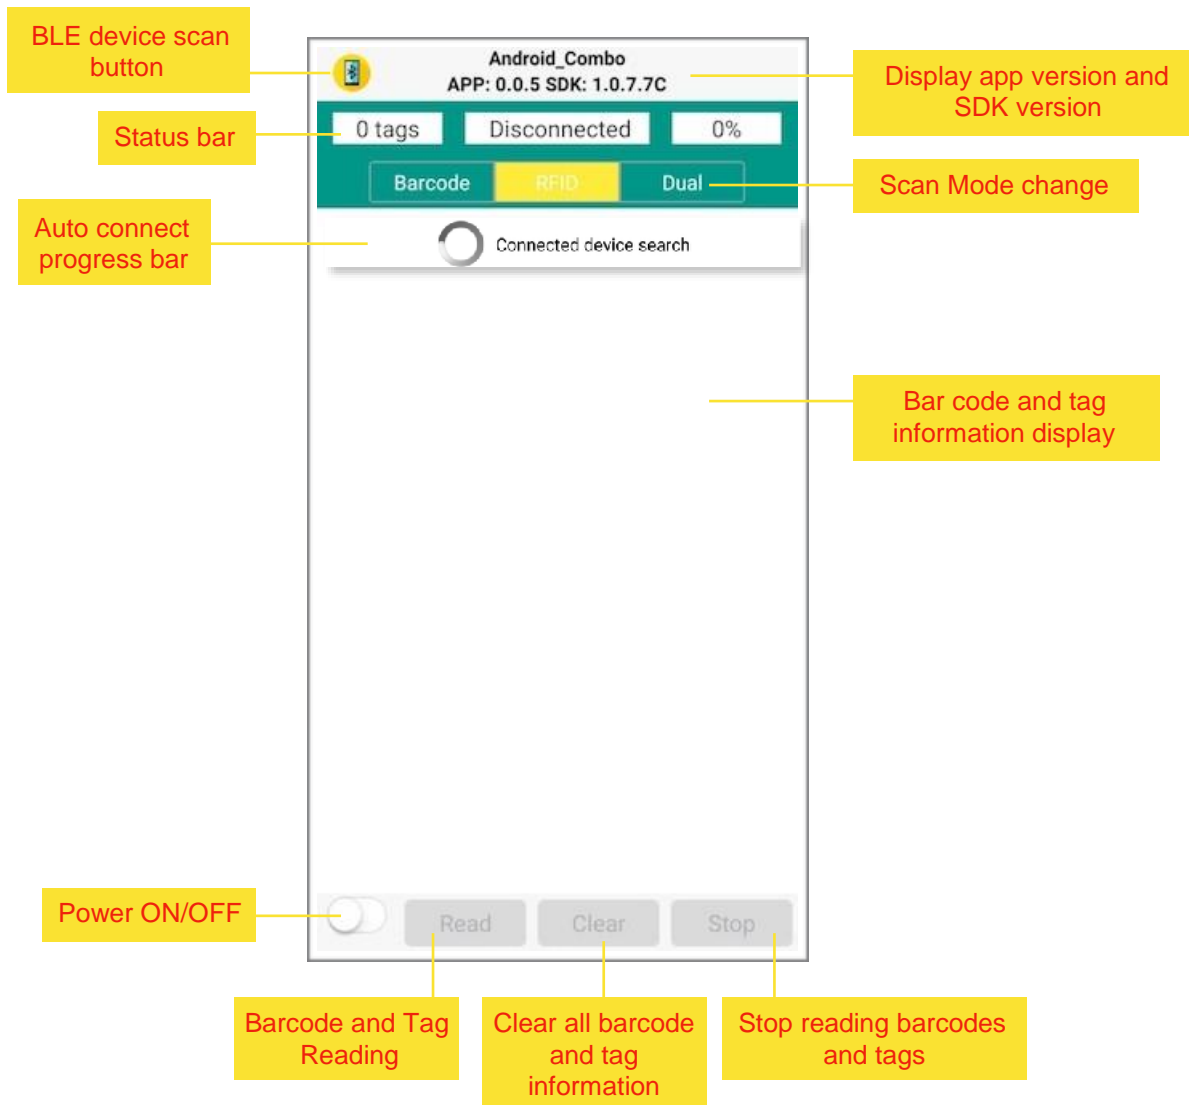 BLE device scan
button
Android_Combo
APP: 0.0.5 SDK: 1.0.7.7C
Display app version and
SDK version
Status bar
0 tags
Disconnected
0%
Barcode
RFID
Dual
Scan Mode change
Auto connect
progress bar
Connected device search
Bar code and tag
information display
Power ON/OFF
Read
Clear
Stop
Barcode and Tag
Reading
Clear all barcode
and tag
information
Stop reading barcodes
and tags